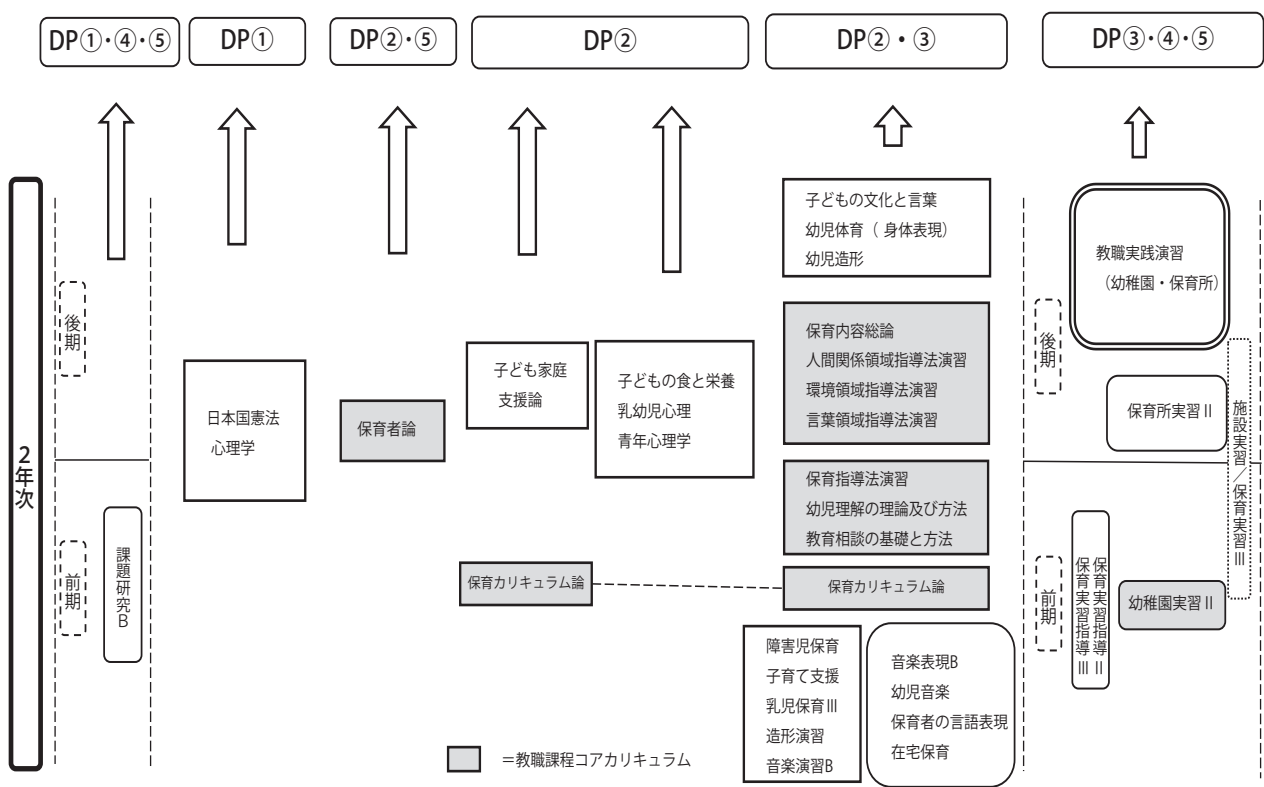 DP①・④・⑤
DP①
DP②・⑤
DP②
DP②・③
DP③・④・⑤
2年次
後期
前期
課題研究B
日本国憲法
心理学
保育者論
子ども家庭
支援論
子どもの食と栄養
乳幼児心理
青年心理学
保育カリキュラム論
子どもの文化と言葉
幼児体育（ 身体表現）
幼児造形
保育内容総論
人間関係領域指導法演習
環境領域指導法演習
言葉領域指導法演習
保育指導法演習
幼児理解の理論及び方法
教育相談の基礎と方法
保育カリキュラム論
障害児保育
子育て支援
乳児保育Ⅲ
造形演習
音楽演習B
音楽表現B
幼児音楽
保育者の言語表現
在宅保育
後期
前期
教職実践演習
（幼稚園・保育所）
保育所実習Ⅱ
施設実習／保育実習Ⅲ
保育実習指導Ⅱ
保育実習指導Ⅲ
幼稚園実習Ⅱ
＝教職課程コアカリキュラム